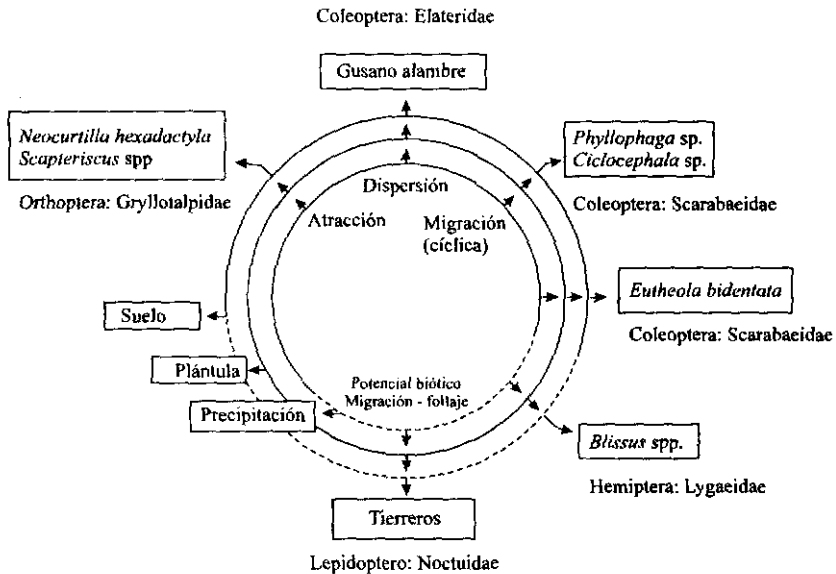 Coleoptera: Elateridae
Gusano alambre
Neocurtilla hexadactyla
Scapteriscus spp
Orthoptera: Gryllotalpidae
Phyllophaga sp.
Ciclocephala sp.
Coleoptera: Scarabaeidae
Dispersión
Atracción
Migración
(cíclica)
Eutheola bidentata
Coleoptera: Scarabaeidae
Suelo
Plántula
Precipitación
Potencial biótico
Migración - follaje
Blissus spp.
Hemiptera: Lygaeidae
Tierreros
Lepidoptero: Noctuidae